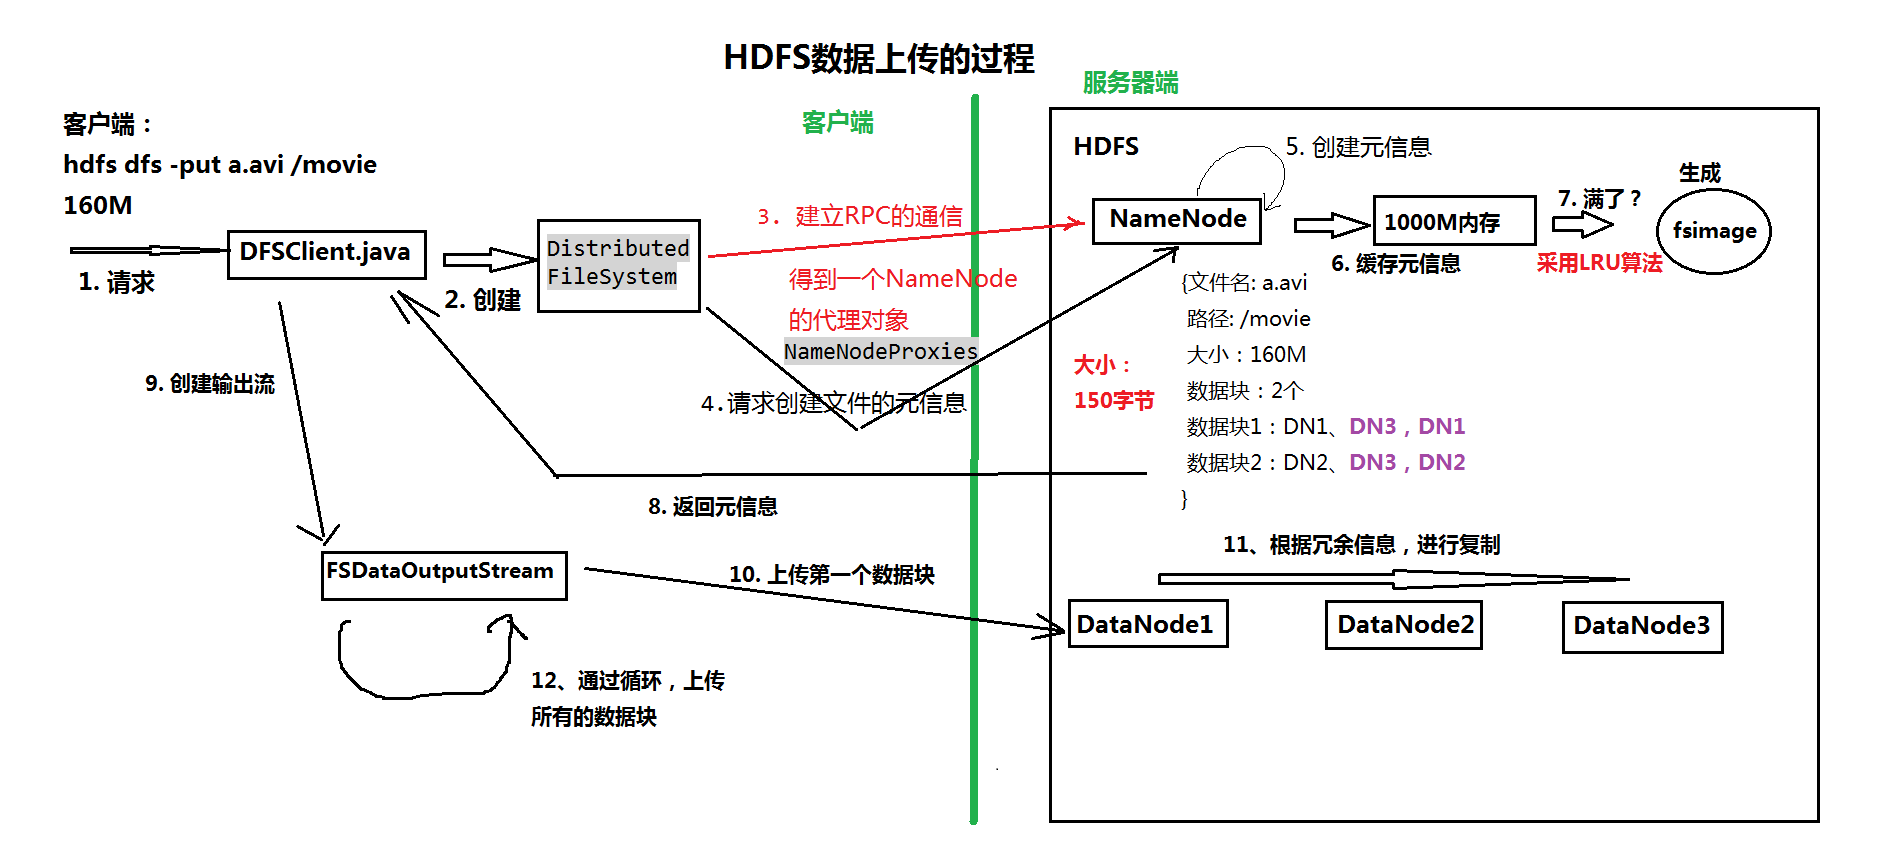 HDFS数据上传的过程
服务器端
客户端
客户端：
hdfs dfs -put a.avi /movie
160M
1. 请求
DFSClient.java
2. 创建
Distributed
FileSystem
3. 建立RPC的通信
得到一个NameNode
的代理对象
NameNodeProxies
4.请求创建文件的元信息
HDFS
NameNode
5. 创建元信息
1000M内存
6. 缓存元信息
7. 满了？
采用LRU算法
生成
fsimage
{文件名: a.avi
路径: /movie
大小：160M
数据块：2个
数据块1：DN1、DN3，DN1
数据块2：DN2、DN3，DN2
}
大小：
150字节
8. 返回元信息
9. 创建输出流
FSDataOutputStream
10. 上传第一个数据块
11、根据冗余信息，进行复制
DataNode1
DataNode2
DataNode3
12、通过循环，上传
所有的数据块